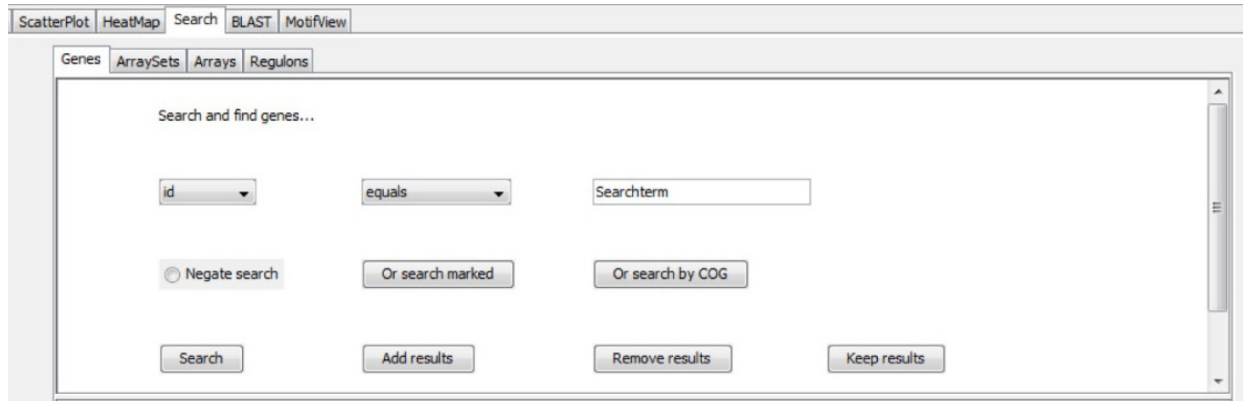 ScatterPlot HeatMap Search BLAST MotifView
Genes ArraySets Arrays Regulons
Search and find genes...
id equals Searchterm
Negate search Or search marked Or search by COG
Search Add results Remove results Keep results